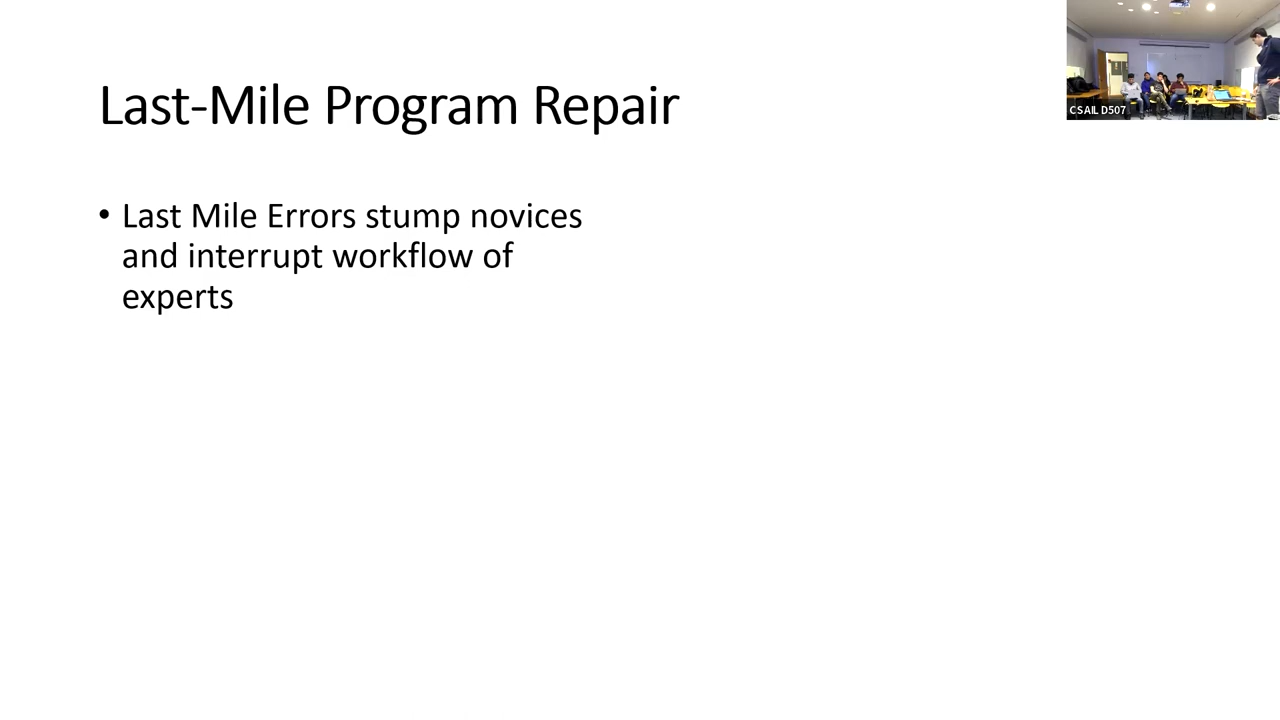 Last-Mile Program Repair
• Last Mile Errors stump novices
and interrupt workflow of
experts
CSAIL D507